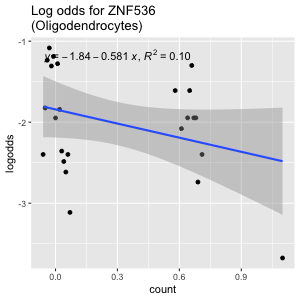 Log odds for ZNF536
(Oligodendrocytes)
y = − 1.84 − 0.581 x, R² = 0.10
-1
-2
-3
logodds
0.0 0.3 0.6 0.9
count